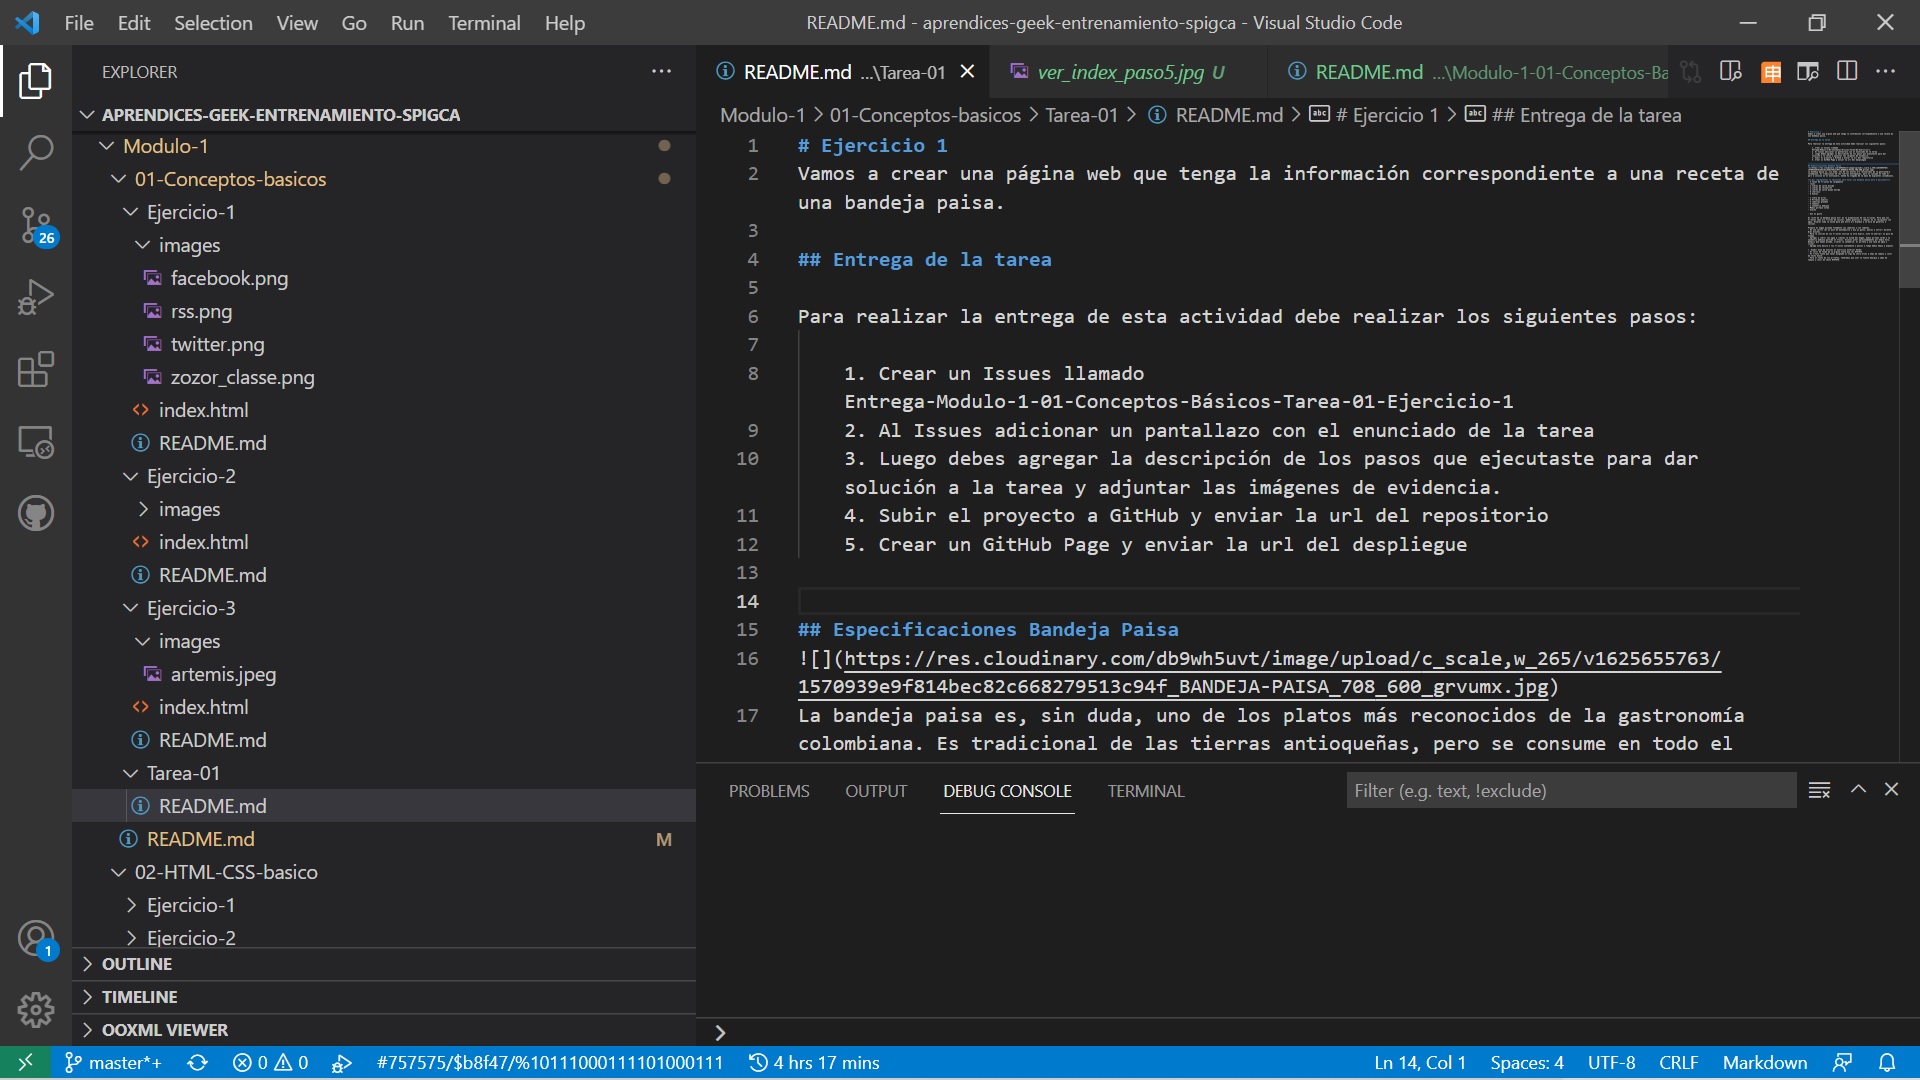 File Edit Selection View Go Run Terminal Help
README.md - aprendices-geek-entrenamiento-spigca - Visual Studio Code
EXPLORER
APRENDICES-GEEK-ENTRENAMIENTO-SPIGCA
Modulo-1
01-Conceptos-basicos
Ejercicio-1
images
facebook.png
rss.png
twitter.png
zozor_classe.png
index.html
README.md
Ejercicio-2
images
index.html
README.md
Ejercicio-3
images
artemis.jpeg
index.html
README.md
Tarea-01
README.md
README.md M
02-HTML-CSS-basico
Ejercicio-1
Ejercicio-2
OUTLINE
TIMELINE
OOXML VIEWER
26
1
README.md ...\Tarea-01
ver_index_paso5.jpg U
README.md ...\Modulo-1-01-Conceptos-Ba
Modulo-1 > 01-Conceptos-basicos > Tarea-01 > README.md > # Ejercicio 1 > ## Entrega de la tarea
1 # Ejercicio 1
2 Vamos a crear una página web que tenga la información correspondiente a una receta de
una bandeja paisa.
3
4 ## Entrega de la tarea
5
6 Para realizar la entrega de esta actividad debe realizar los siguientes pasos:
7
8 1. Crear un Issues llamado
Entrega-Modulo-1-01-Conceptos-Básicos-Tarea-01-Ejercicio-1
9 2. Al Issues adicionar un pantallazo con el enunciado de la tarea
10 3. Luego debes agregar la descripción de los pasos que ejecutaste para dar
solución a la tarea y adjuntar las imágenes de evidencia.
11 4. Subir el proyecto a GitHub y enviar la url del repositorio
12 5. Crear un GitHub Page y enviar la url del despliegue
13
14
15 ## Especificaciones Bandeja Paisa
16 ![](https://res.cloudinary.com/db9wh5uvt/image/upload/c_scale,w_265/v1625655763/
1570939e9f814bec82c668279513c94f_BANDEJA-PAISA_708_600_grvumx.jpg)
17 La bandeja paisa es, sin duda, uno de los platos más reconocidos de la gastronomía
colombiana. Es tradicional de las tierras antioqueñas, pero se consume en todo el
PROBLEMS OUTPUT DEBUG CONSOLE TERMINAL
Filter (e.g. text, !exclude)
master*+ 0 0 #757575/$b8f47/%10111000111101000111 4 hrs 17 mins
Ln 14, Col 1 Spaces: 4 UTF-8 CRLF Markdown